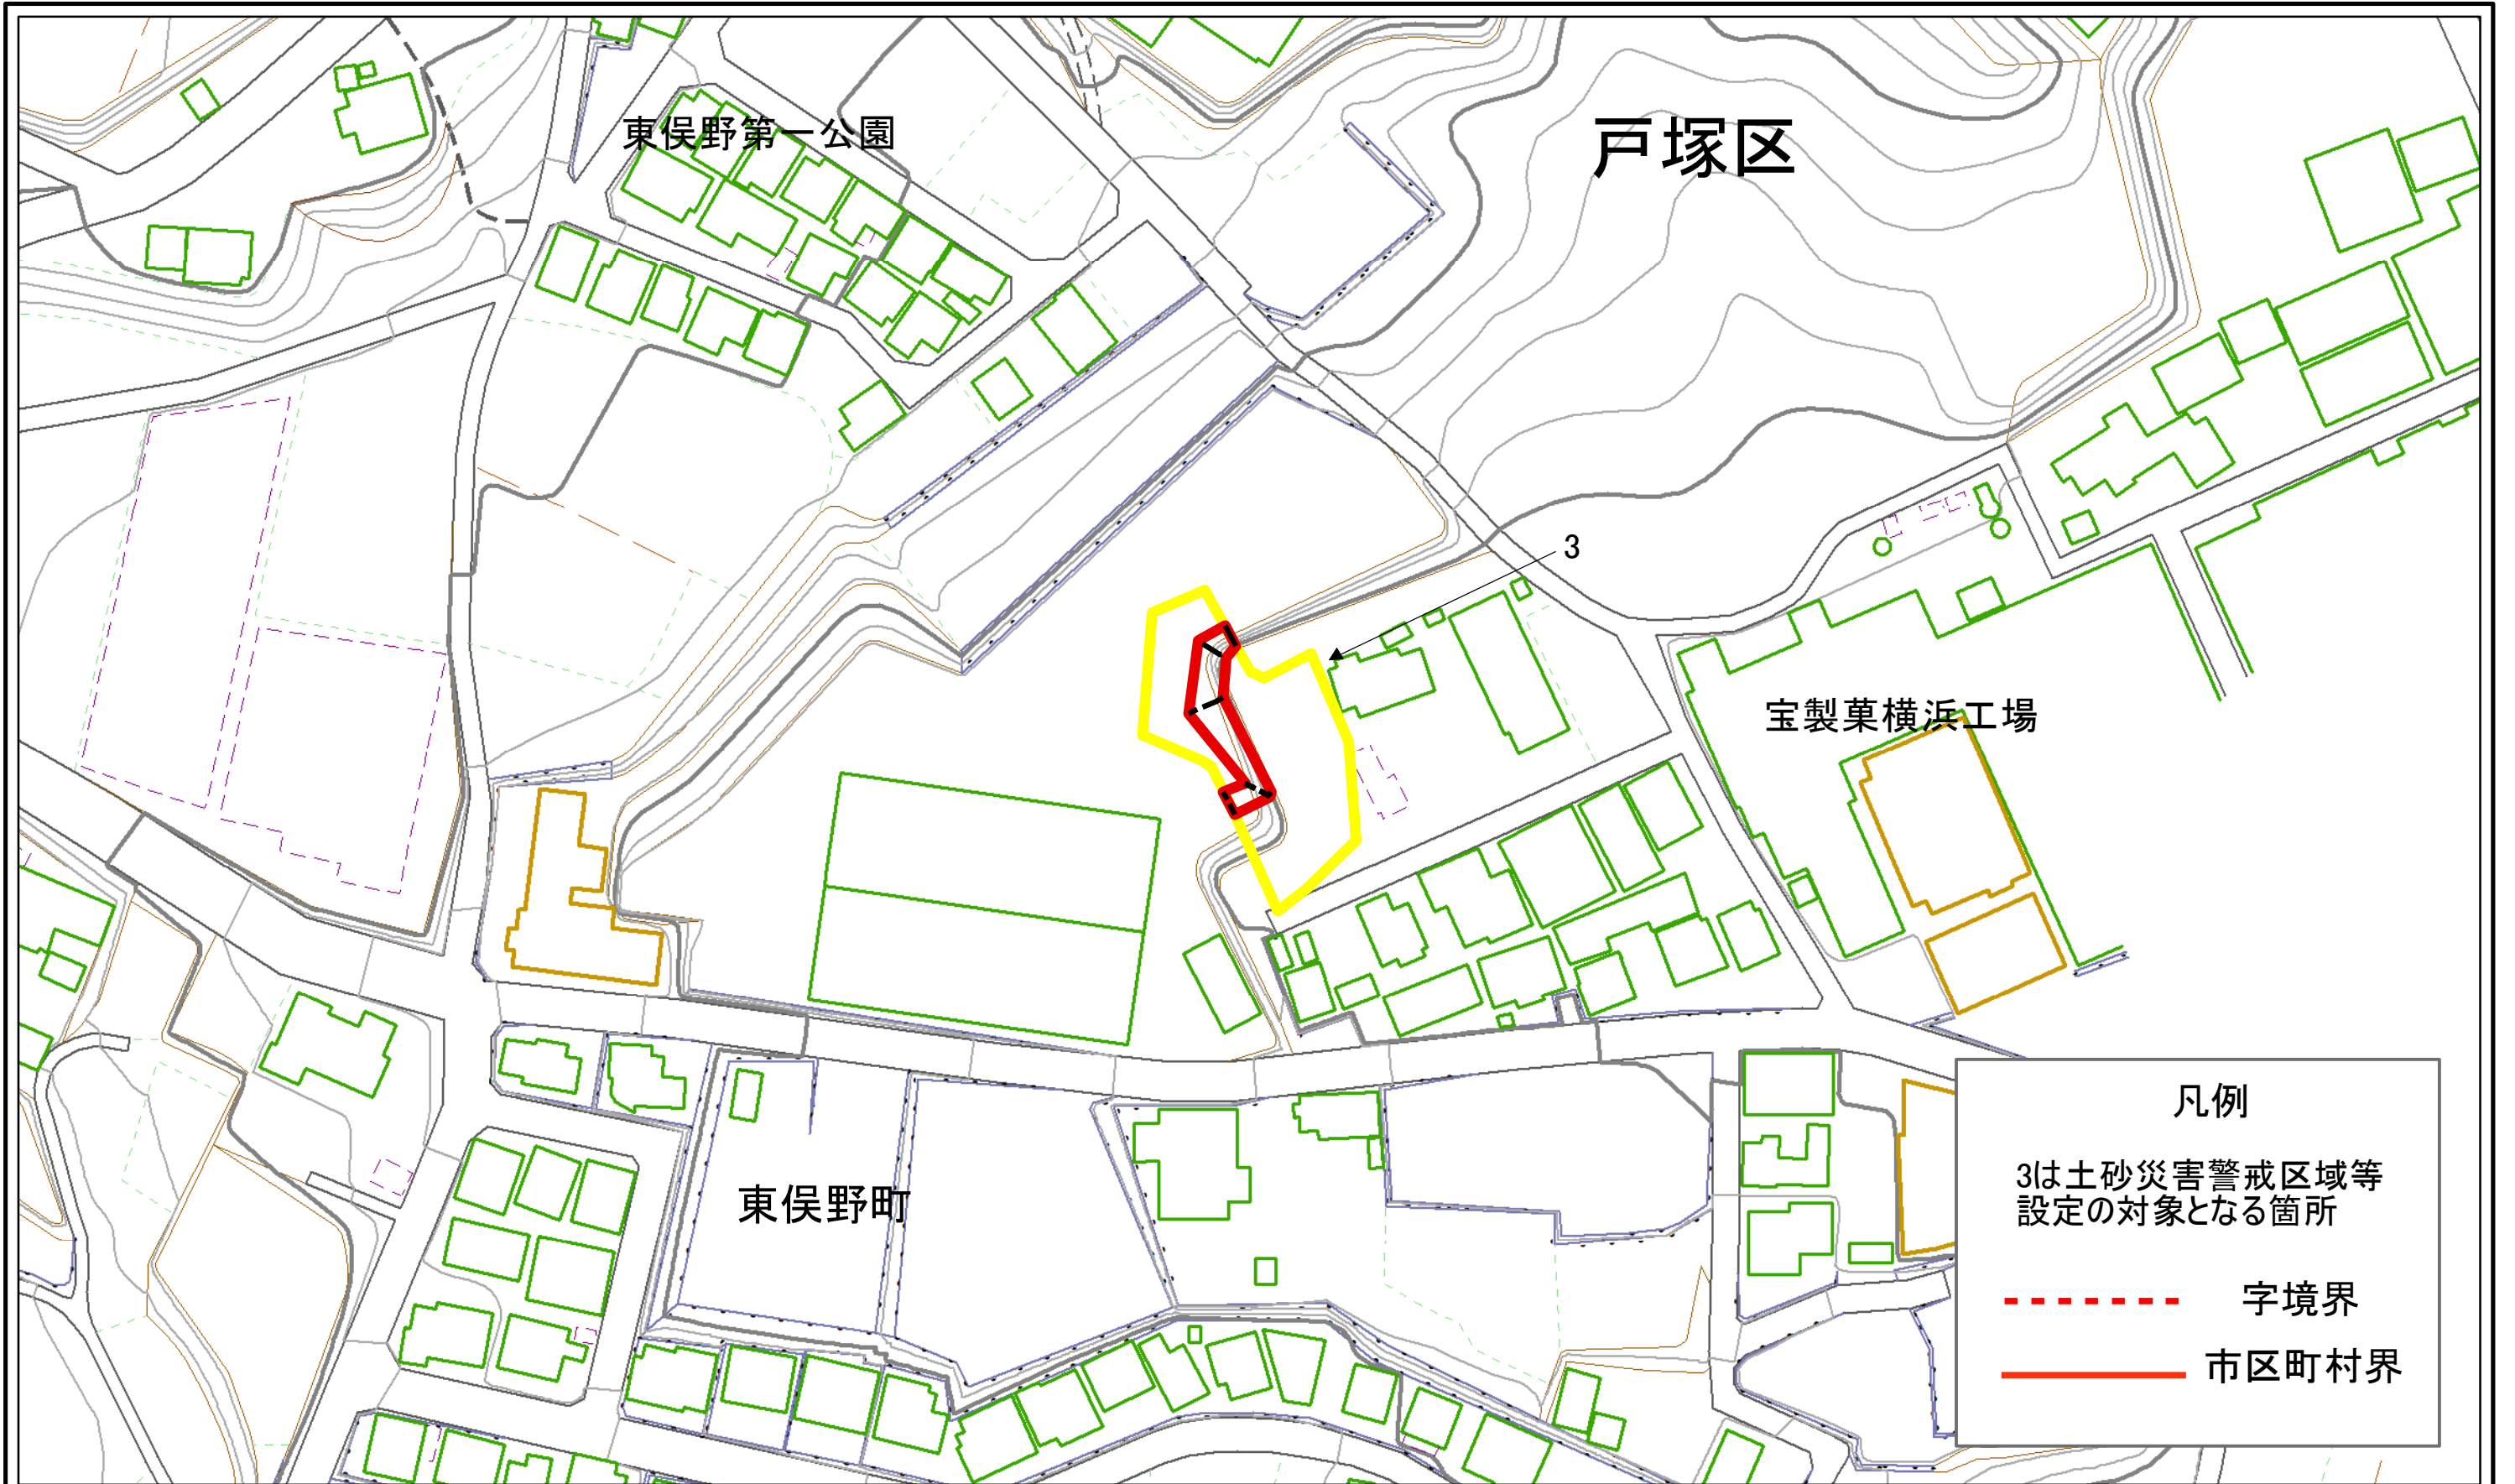 東俣野第一公園
戸塚区
3
宝製菓横浜工場
東俣野町
凡例
3は土砂災害警戒区域等
設定の対象となる箇所
字境界
市区町村界